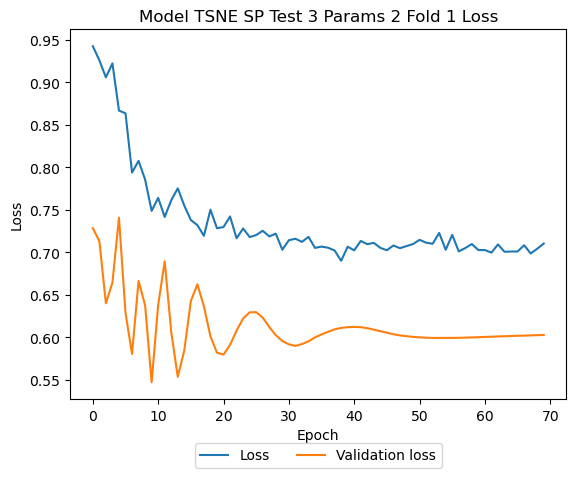 Model TSNE SP Test 3 Params 2 Fold 1 Loss
0.95
0.90
0.85
0.80
0.75
0.70
0.65
0.60
0.55
Loss
0 10 20 30 40 50 60 70
Epoch
Loss Validation loss